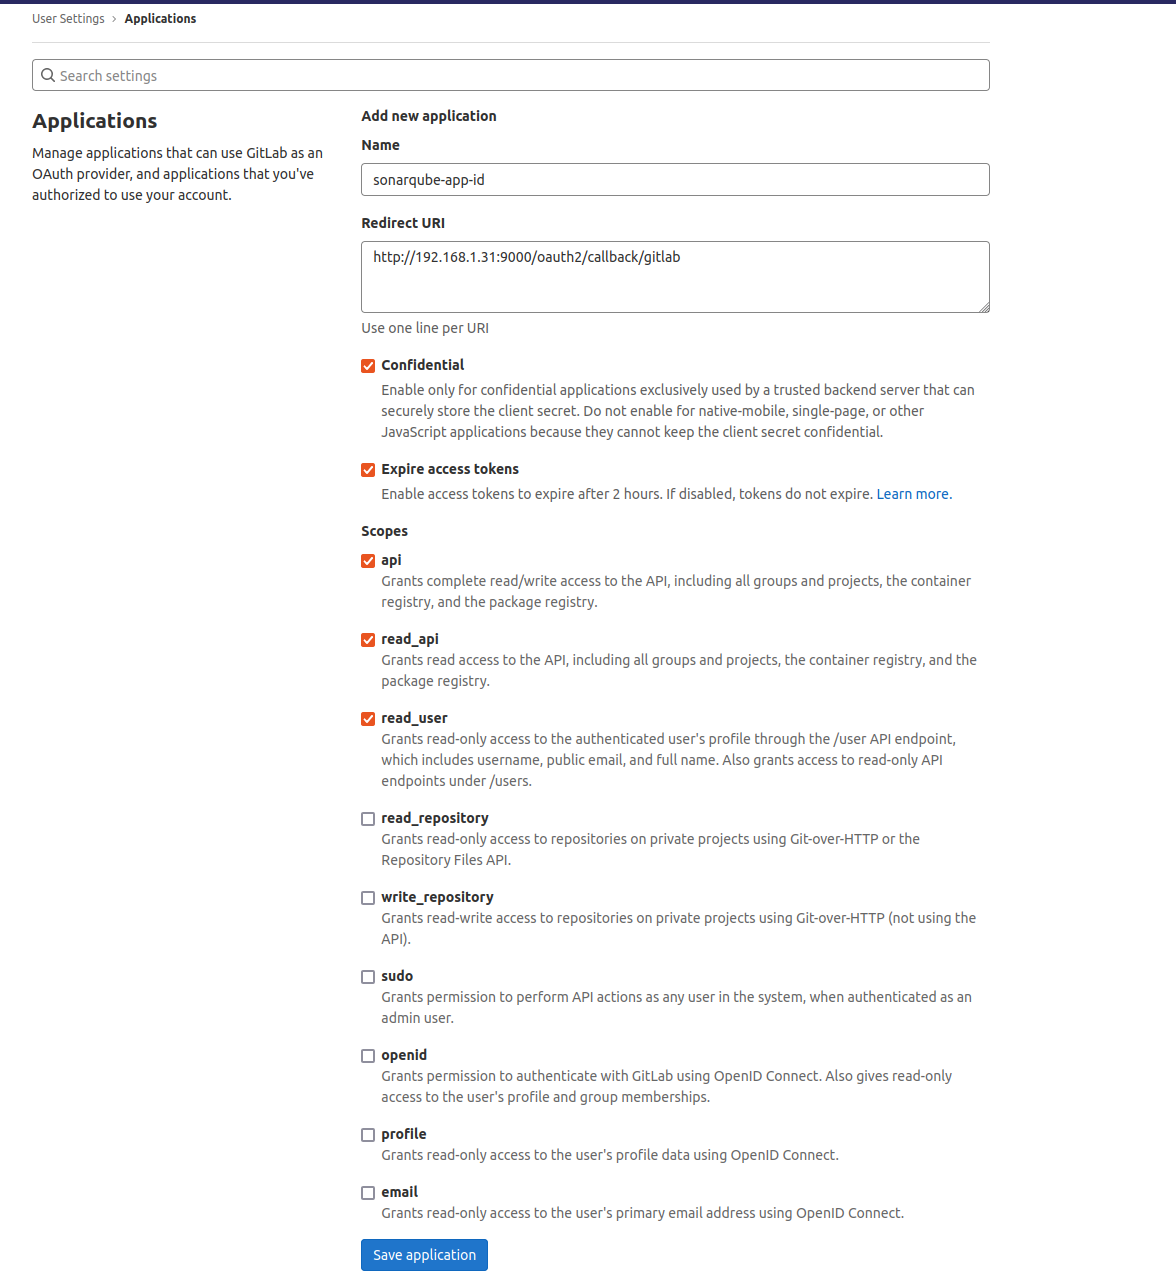 User Settings › Applications
Search settings
Applications
Manage applications that can use GitLab as an
OAuth provider, and applications that you've
authorized to use your account.
Add new application
Name
sonarqube-app-id
Redirect URI
http://192.168.1.31:9000/oauth2/callback/gitlab
Use one line per URI
Confidential
Enable only for confidential applications exclusively used by a trusted backend server that can
securely store the client secret. Do not enable for native-mobile, single-page, or other
JavaScript applications because they cannot keep the client secret confidential.
Expire access tokens
Enable access tokens to expire after 2 hours. If disabled, tokens do not expire. Learn more.
Scopes
api
Grants complete read/write access to the API, including all groups and projects, the container
registry, and the package registry.
read_api
Grants read access to the API, including all groups and projects, the container registry, and the
package registry.
read_user
Grants read-only access to the authenticated user's profile through the /user API endpoint,
which includes username, public email, and full name. Also grants access to read-only API
endpoints under /users.
read_repository
Grants read-only access to repositories on private projects using Git-over-HTTP or the
Repository Files API.
write_repository
Grants read-write access to repositories on private projects using Git-over-HTTP (not using the
API).
sudo
Grants permission to perform API actions as any user in the system, when authenticated as an
admin user.
openid
Grants permission to authenticate with GitLab using OpenID Connect. Also gives read-only
access to the user's profile and group memberships.
profile
Grants read-only access to the user's profile data using OpenID Connect.
email
Grants read-only access to the user's primary email address using OpenID Connect.
Save application